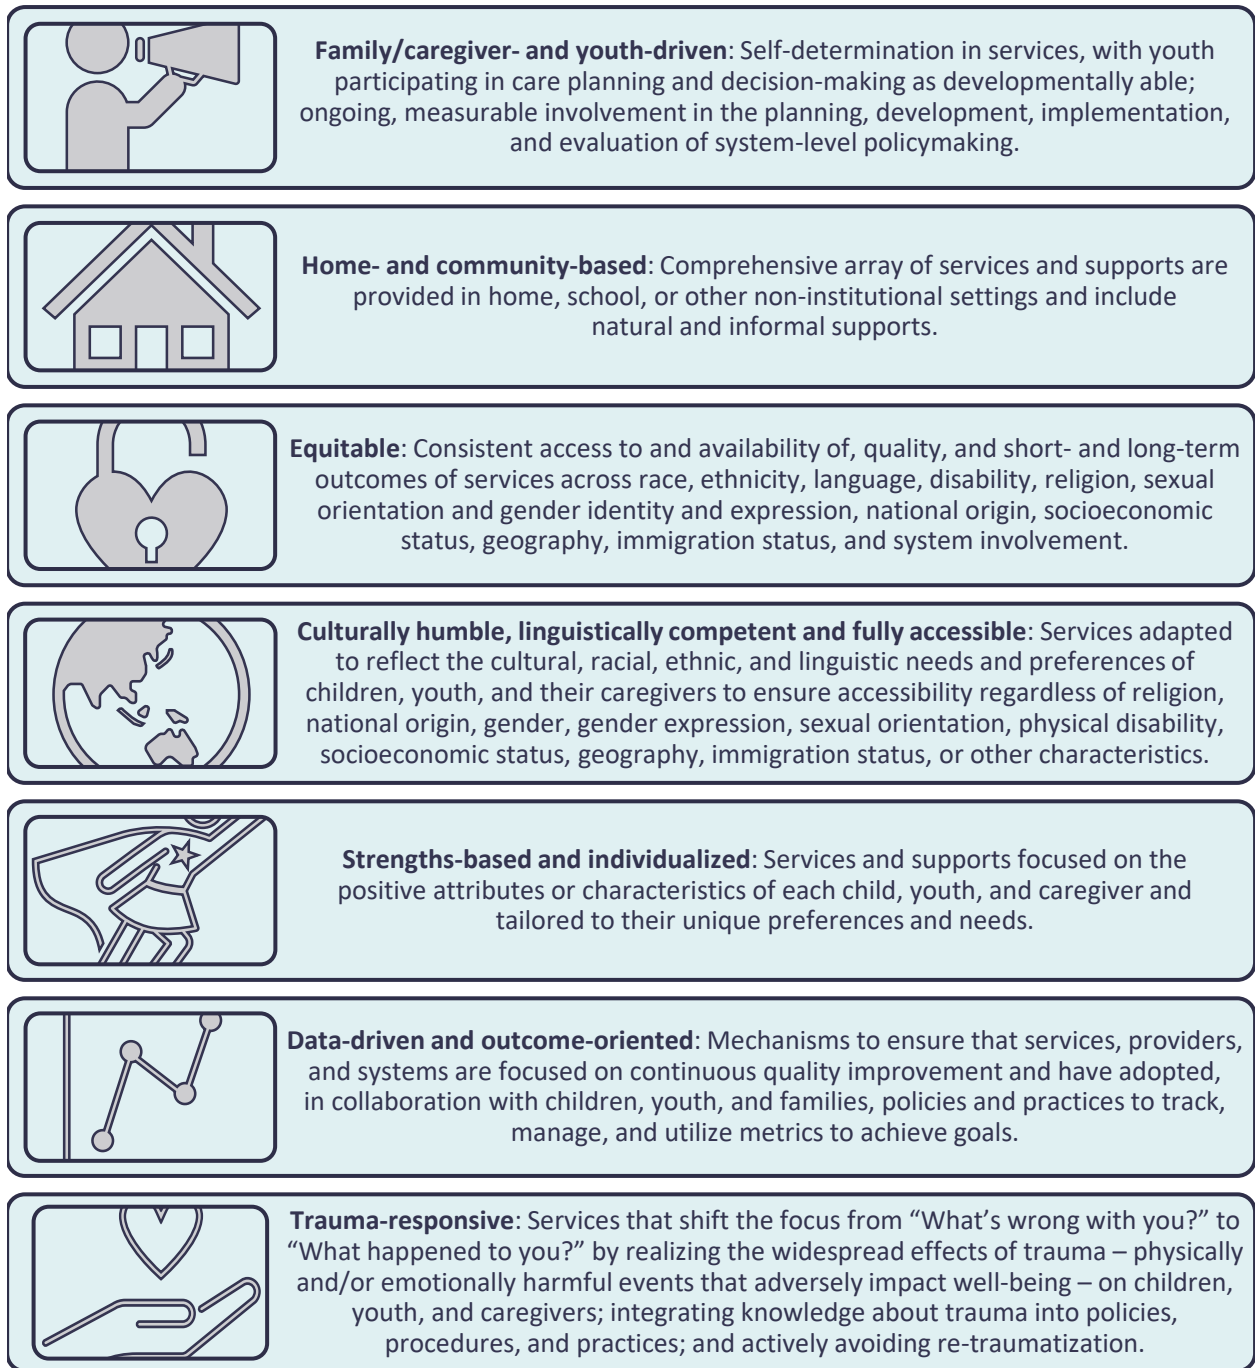 Family/caregiver- and youth-driven: Self-determination in services, with youth
participating in care planning and decision-making as developmentally able;
ongoing, measurable involvement in the planning, development, implementation,
and evaluation of system-level policymaking.
Home- and community-based: Comprehensive array of services and supports are
provided in home, school, or other non-institutional settings and include
natural and informal supports.
Equitable: Consistent access to and availability of, quality, and short- and long-term
outcomes of services across race, ethnicity, language, disability, religion, sexual
orientation and gender identity and expression, national origin, socioeconomic
status, geography, immigration status, and system involvement.
Culturally humble, linguistically competent and fully accessible: Services adapted
to reflect the cultural, racial, ethnic, and linguistic needs and preferences of
children, youth, and their caregivers to ensure accessibility regardless of religion,
national origin, gender, gender expression, sexual orientation, physical disability,
socioeconomic status, geography, immigration status, or other characteristics.
Strengths-based and individualized: Services and supports focused on the
positive attributes or characteristics of each child, youth, and caregiver and
tailored to their unique preferences and needs.
Data-driven and outcome-oriented: Mechanisms to ensure that services, providers,
and systems are focused on continuous quality improvement and have adopted,
in collaboration with children, youth, and families, policies and practices to track,
manage, and utilize metrics to achieve goals.
Trauma-responsive: Services that shift the focus from “What’s wrong with you?” to
“What happened to you?” by realizing the widespread effects of trauma – physically
and/or emotionally harmful events that adversely impact well-being – on children,
youth, and caregivers; integrating knowledge about trauma into policies,
procedures, and practices; and actively avoiding re-traumatization.